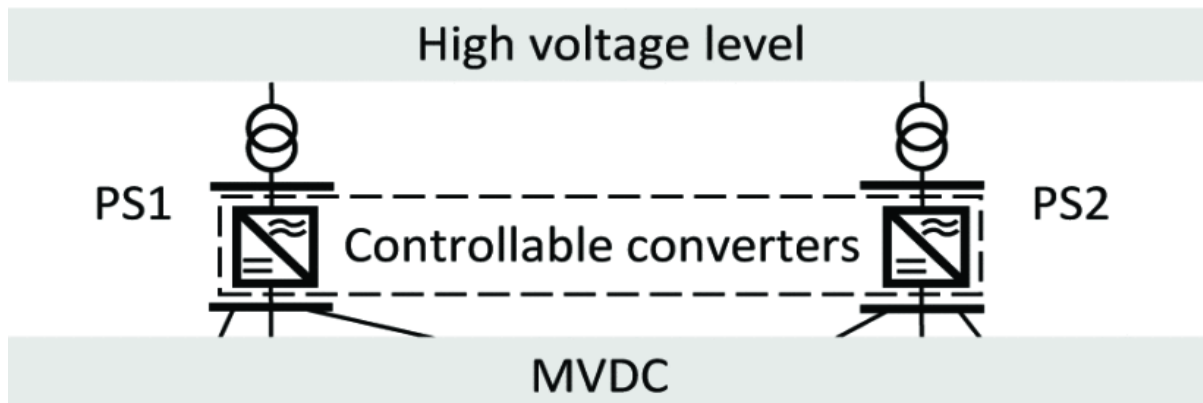 High voltage level
PS1
PS2
Controllable converters
MVDC